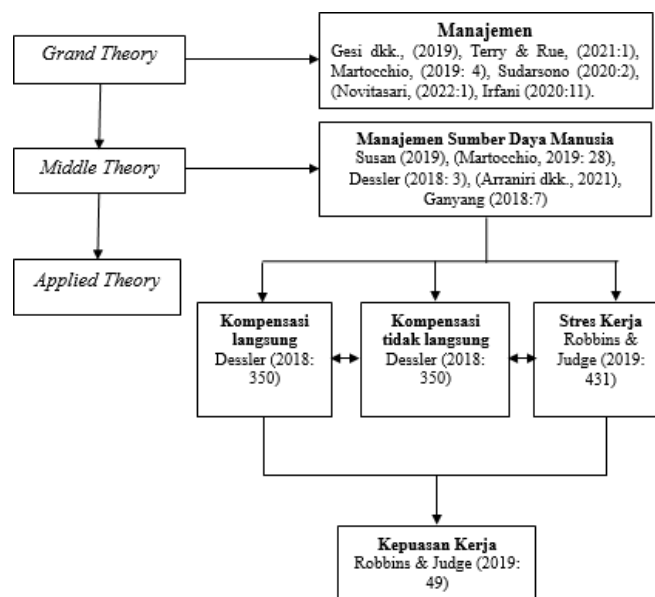 Grand Theory
Manajemen
Gesi dkk., (2019), Terry & Rue, (2021:1),
Martocchio, (2019: 4), Sudarsono (2020:2),
(Novitasari, (2022:1), Irfani (2020:11).
Middle Theory
Manajemen Sumber Daya Manusia
Susan (2019), (Martocchio, 2019: 28),
Dessler (2018: 3), (Arraniri dkk., 2021),
Ganyang (2018:7)
Applied Theory
Kompensasi
langsung
Dessler (2018:
350)
Kompensasi
tidak langsung
Dessler (2018:
350)
Stres Kerja
Robbins &
Judge (2019:
431)
Kepuasan Kerja
Robbins & Judge (2019:
49)